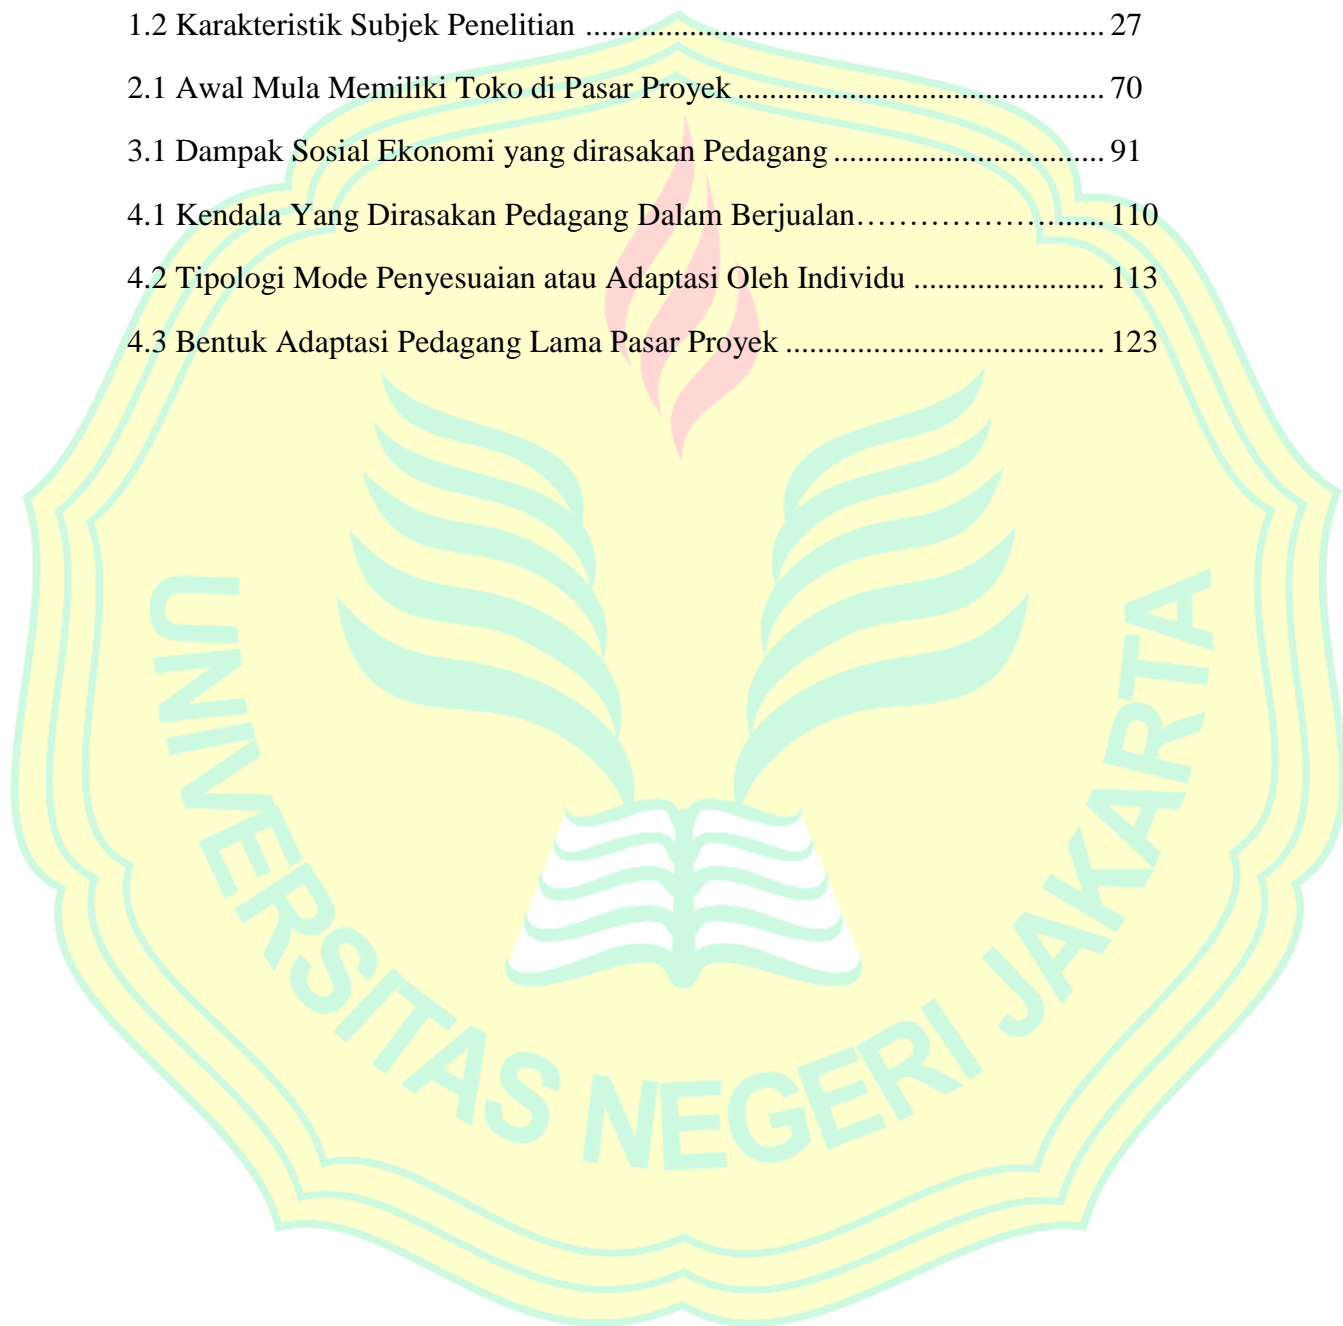 1.2 Karakteristik Subjek Penelitian ................................................................. 27
2.1 Awal Mula Memiliki Toko di Pasar Proyek .............................................. 70
3.1 Dampak Sosial Ekonomi yang dirasakan Pedagang .................................. 91
4.1 Kendala Yang Dirasakan Pedagang Dalam Berjualan…………………...... 110
4.2 Tipologi Mode Penyesuaian atau Adaptasi Oleh Individu ........................ 113
4.3 Bentuk Adaptasi Pedagang Lama Pasar Proyek ........................................ 123
UNIVERSITAS NEGERI JAKARTA